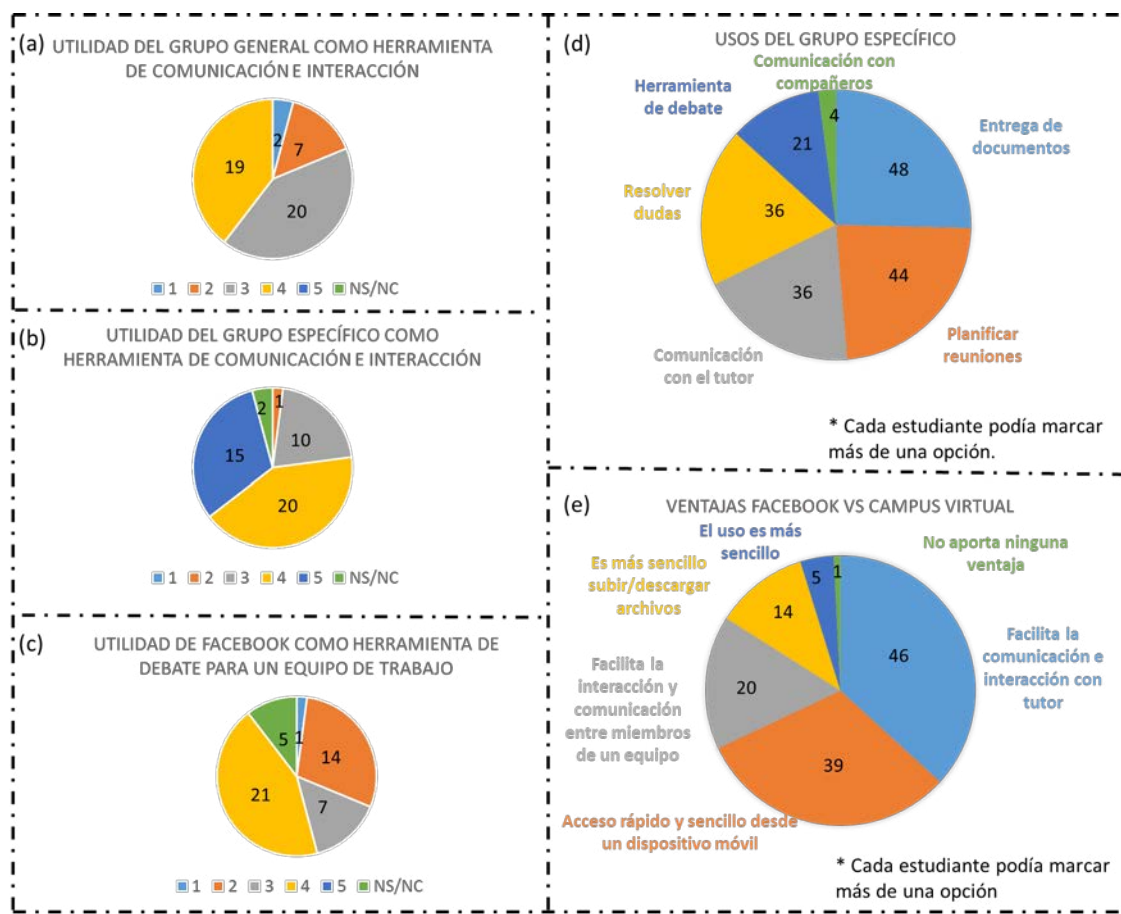 (a)
UTILIDAD DEL GRUPO GENERAL COMO HERRAMIENTA
DE COMUNICACIÓN E INTERACCIÓN
2
7
20
19
1 2 3 4 5 NS/NC
(b)
UTILIDAD DEL GRUPO ESPECÍFICO COMO
HERRAMIENTA DE COMUNICACIÓN E INTERACCIÓN
2
1
10
20
15
1 2 3 4 5 NS/NC
(c)
UTILIDAD DE FACEBOOK COMO HERRAMIENTA DE
DEBATE PARA UN EQUIPO DE TRABAJO
5
1
14
7
21
1 2 3 4 5 NS/NC
(d)
USOS DEL GRUPO ESPECÍFICO
Comunicación con
compañeros
4
Herramienta
de debate
21
Entrega de
documentos
48
Resolver
dudas
36
Planificar
reuniones
44
Comunicación
con el tutor
36
* Cada estudiante podía marcar
más de una opción.
(e)
VENTAJAS FACEBOOK VS CAMPUS VIRTUAL
El uso es más
sencillo
5
No aporta ninguna
ventaja
1
Es más sencillo
subir/descargar
archivos
14
Facilita la
comunicación e
interacción con
tutor
46
Facilita la
interacción y
comunicación
entre miembros
de un equipo
20
Acceso rápido y sencillo desde
un dispositivo móvil
39
* Cada estudiante podía marcar
más de una opción